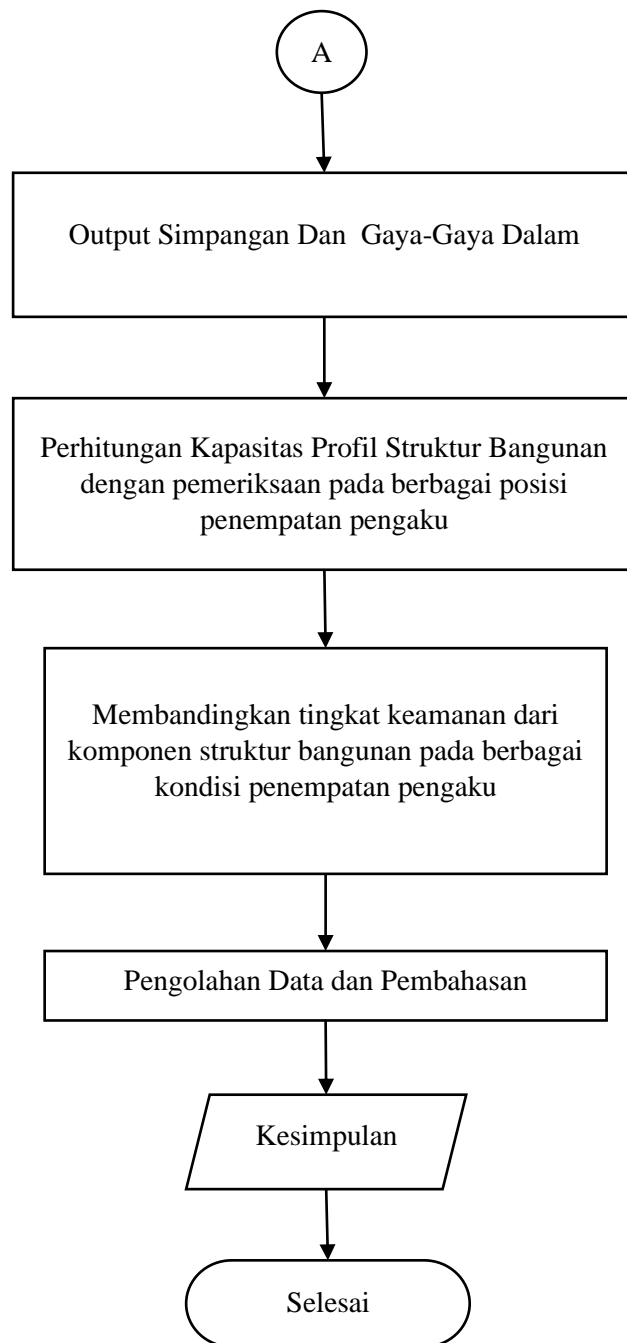 A
Output Simpangan Dan  Gaya-Gaya Dalam
Perhitungan Kapasitas Profil Struktur Bangunan
dengan pemeriksaan pada berbagai posisi
penempatan pengaku
Membandingkan tingkat keamanan dari
komponen struktur bangunan pada berbagai
kondisi penempatan pengaku
Pengolahan Data dan Pembahasan
Kesimpulan
Selesai